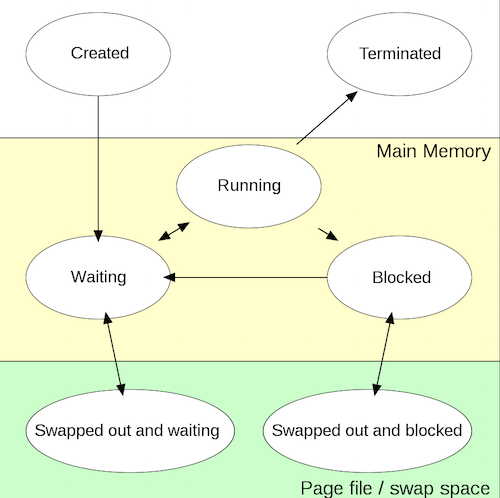 Created
Terminated
Main Memory
Running
Waiting
Blocked
Swapped out and waiting
Swapped out and blocked
Page file / swap space